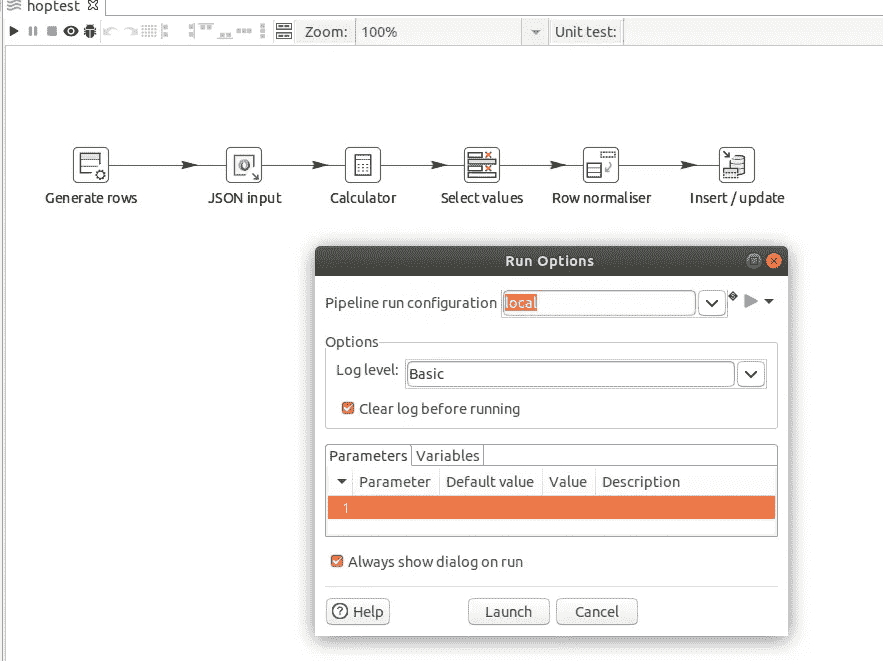 hoptest
Zoom: 100% Unit test:
Generate rows JSON input Calculator Select values Row normaliser Insert / update
Run Options
Pipeline run configuration local
Options
Log level: Basic
Clear log before running
Parameters Variables
Parameter Default value Value Description
1
Always show dialog on run
Help Launch Cancel